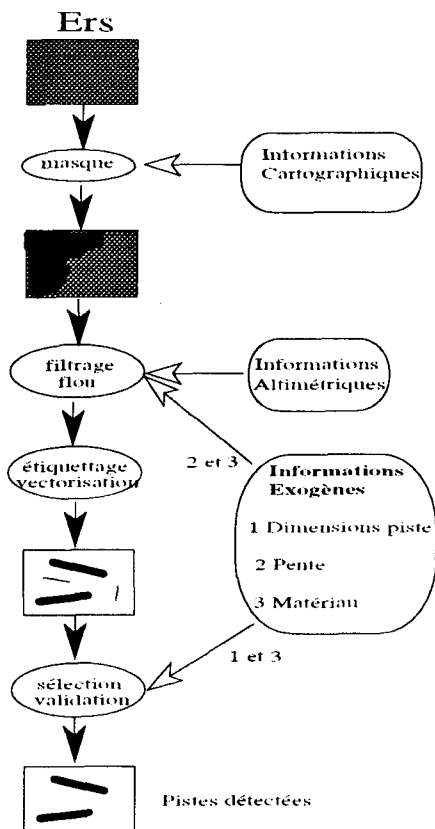 Ers
masque
Informations
Cartographiques
filtrage
flou
Informations
Altimétriques
étiquettage
vectorisation
2 et 3
Informations
Exogènes
1 Dimensions piste
2 Pente
3 Matériau
1 et 3
sélection
validation
Pistes détectées